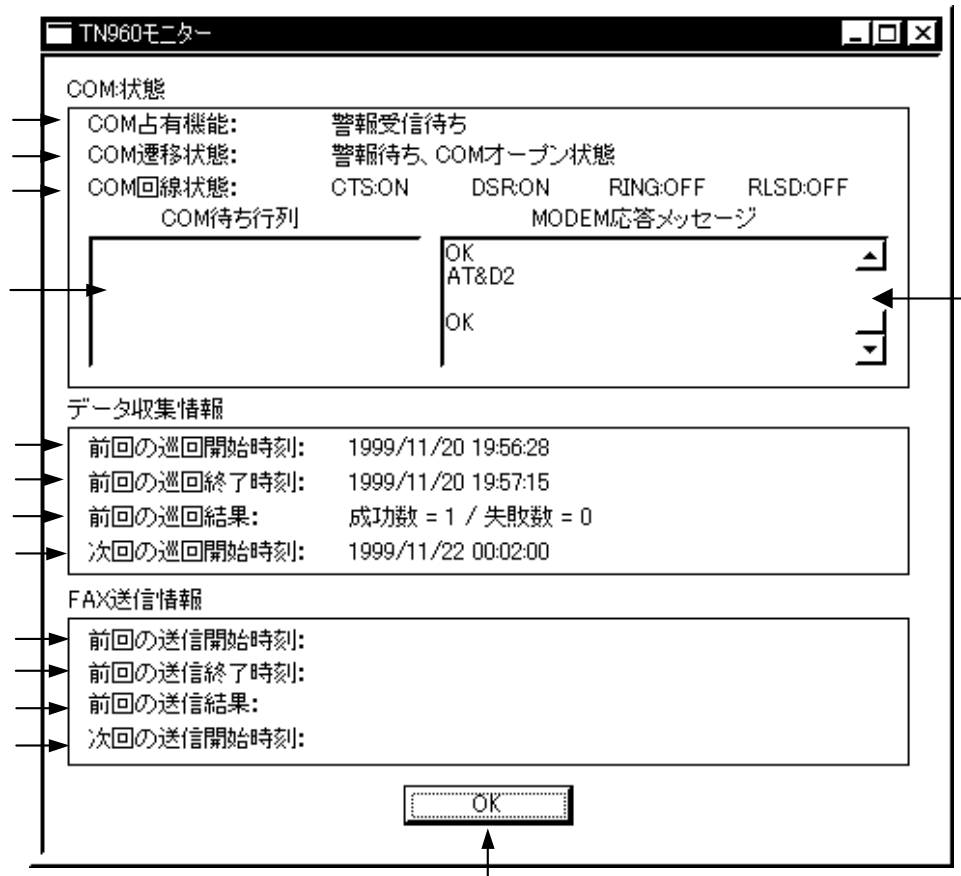 TN960モニター
COM:状態
COM占有機能: 警報受信待ち
COM遷移状態: 警報待ち、COMオープン状態
COM回線状態: CTS:ON DSR:ON RING:OFF RLSD:OFF
COM待ち行列 MODEM応答メッセージ
OK
AT&D2
OK
データ収集情報
前回の巡回開始時刻: 1999/11/20 19:56:28
前回の巡回終了時刻: 1999/11/20 19:57:15
前回の巡回結果: 成功数 = 1 / 失敗数 = 0
次回の巡回開始時刻: 1999/11/22 00:02:00
FAX送信情報
前回の送信開始時刻:
前回の送信終了時刻:
前回の送信結果:
次回の送信開始時刻:
OK